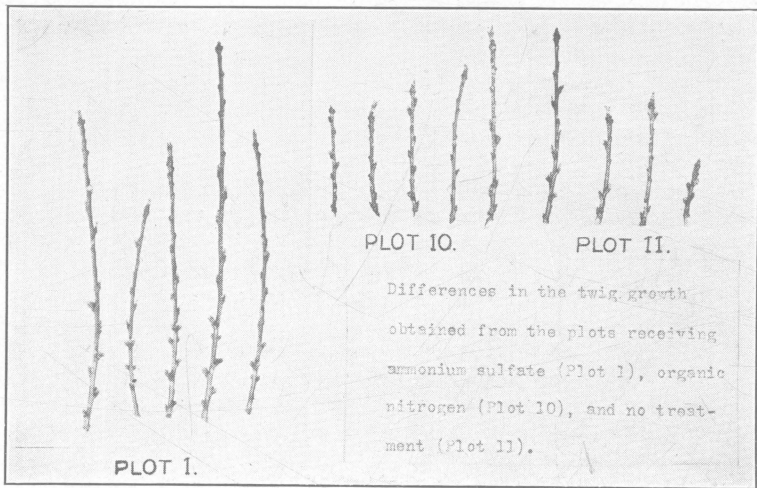 PLOT 10.
PLOT 11.
Differences in the twig growth
obtained from the plots receiving
ammonium sulfate (Plot 1), organic
nitrogen (Plot 10), and no treat-
ment (Plot 11).
PLOT 1.